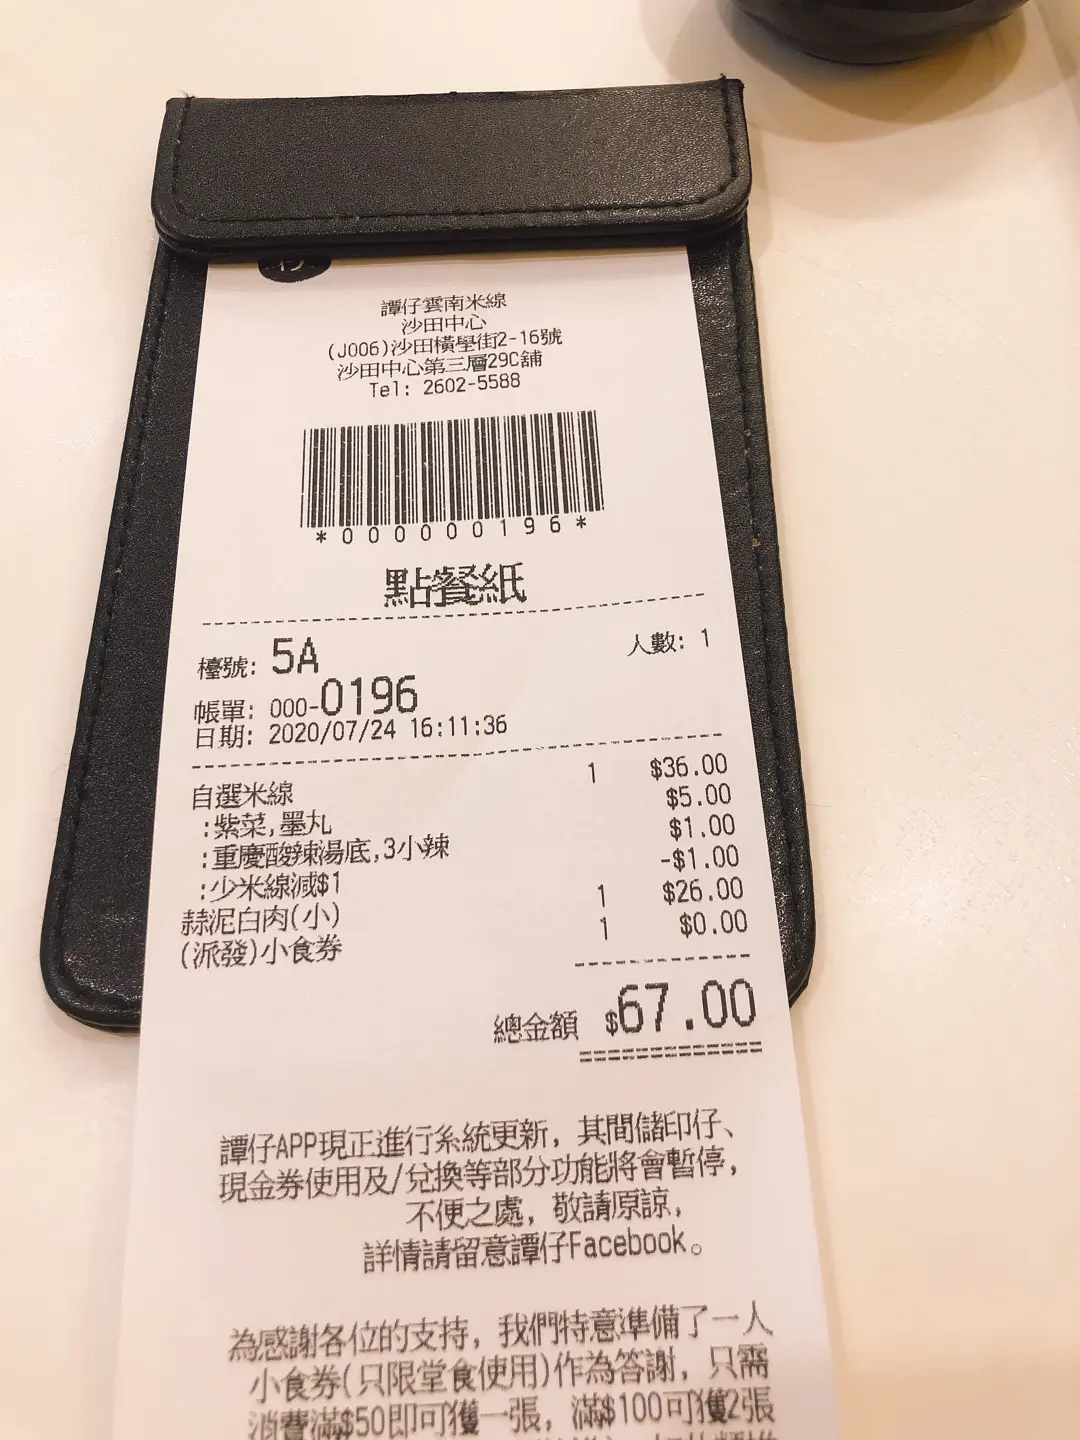 譚仔雲南米線
沙田中心
(J006)沙田橫學街2-16號
沙田中心第三層29C舖
Tel: 2602-5588
*000000196*
點餐紙
檯號: 5A 人數: 1
帳單: 000-0196
日期: 2020/07/24 16:11:36
自選米線 1 $36.00
:紫菜,墨丸 $5.00
:重慶酸辣湯底,3小辣 $1.00
:少米線減$1 -$1.00
蒜泥白肉(小) 1 $26.00
(派發)小食券 1 $0.00
總金額 $67.00
譚仔APP現正進行系統更新, 其間儲印仔、
現金券使用及/兌換等部分功能將會暫停,
不便之處, 敬請原諒,
詳情請留意譚仔Facebook。
為感謝各位的支持, 我們特意準備了一人
小食券(只限堂食使用)作為答謝, 只需
消費滿$50即可獲一張, 滿$100可獲2張